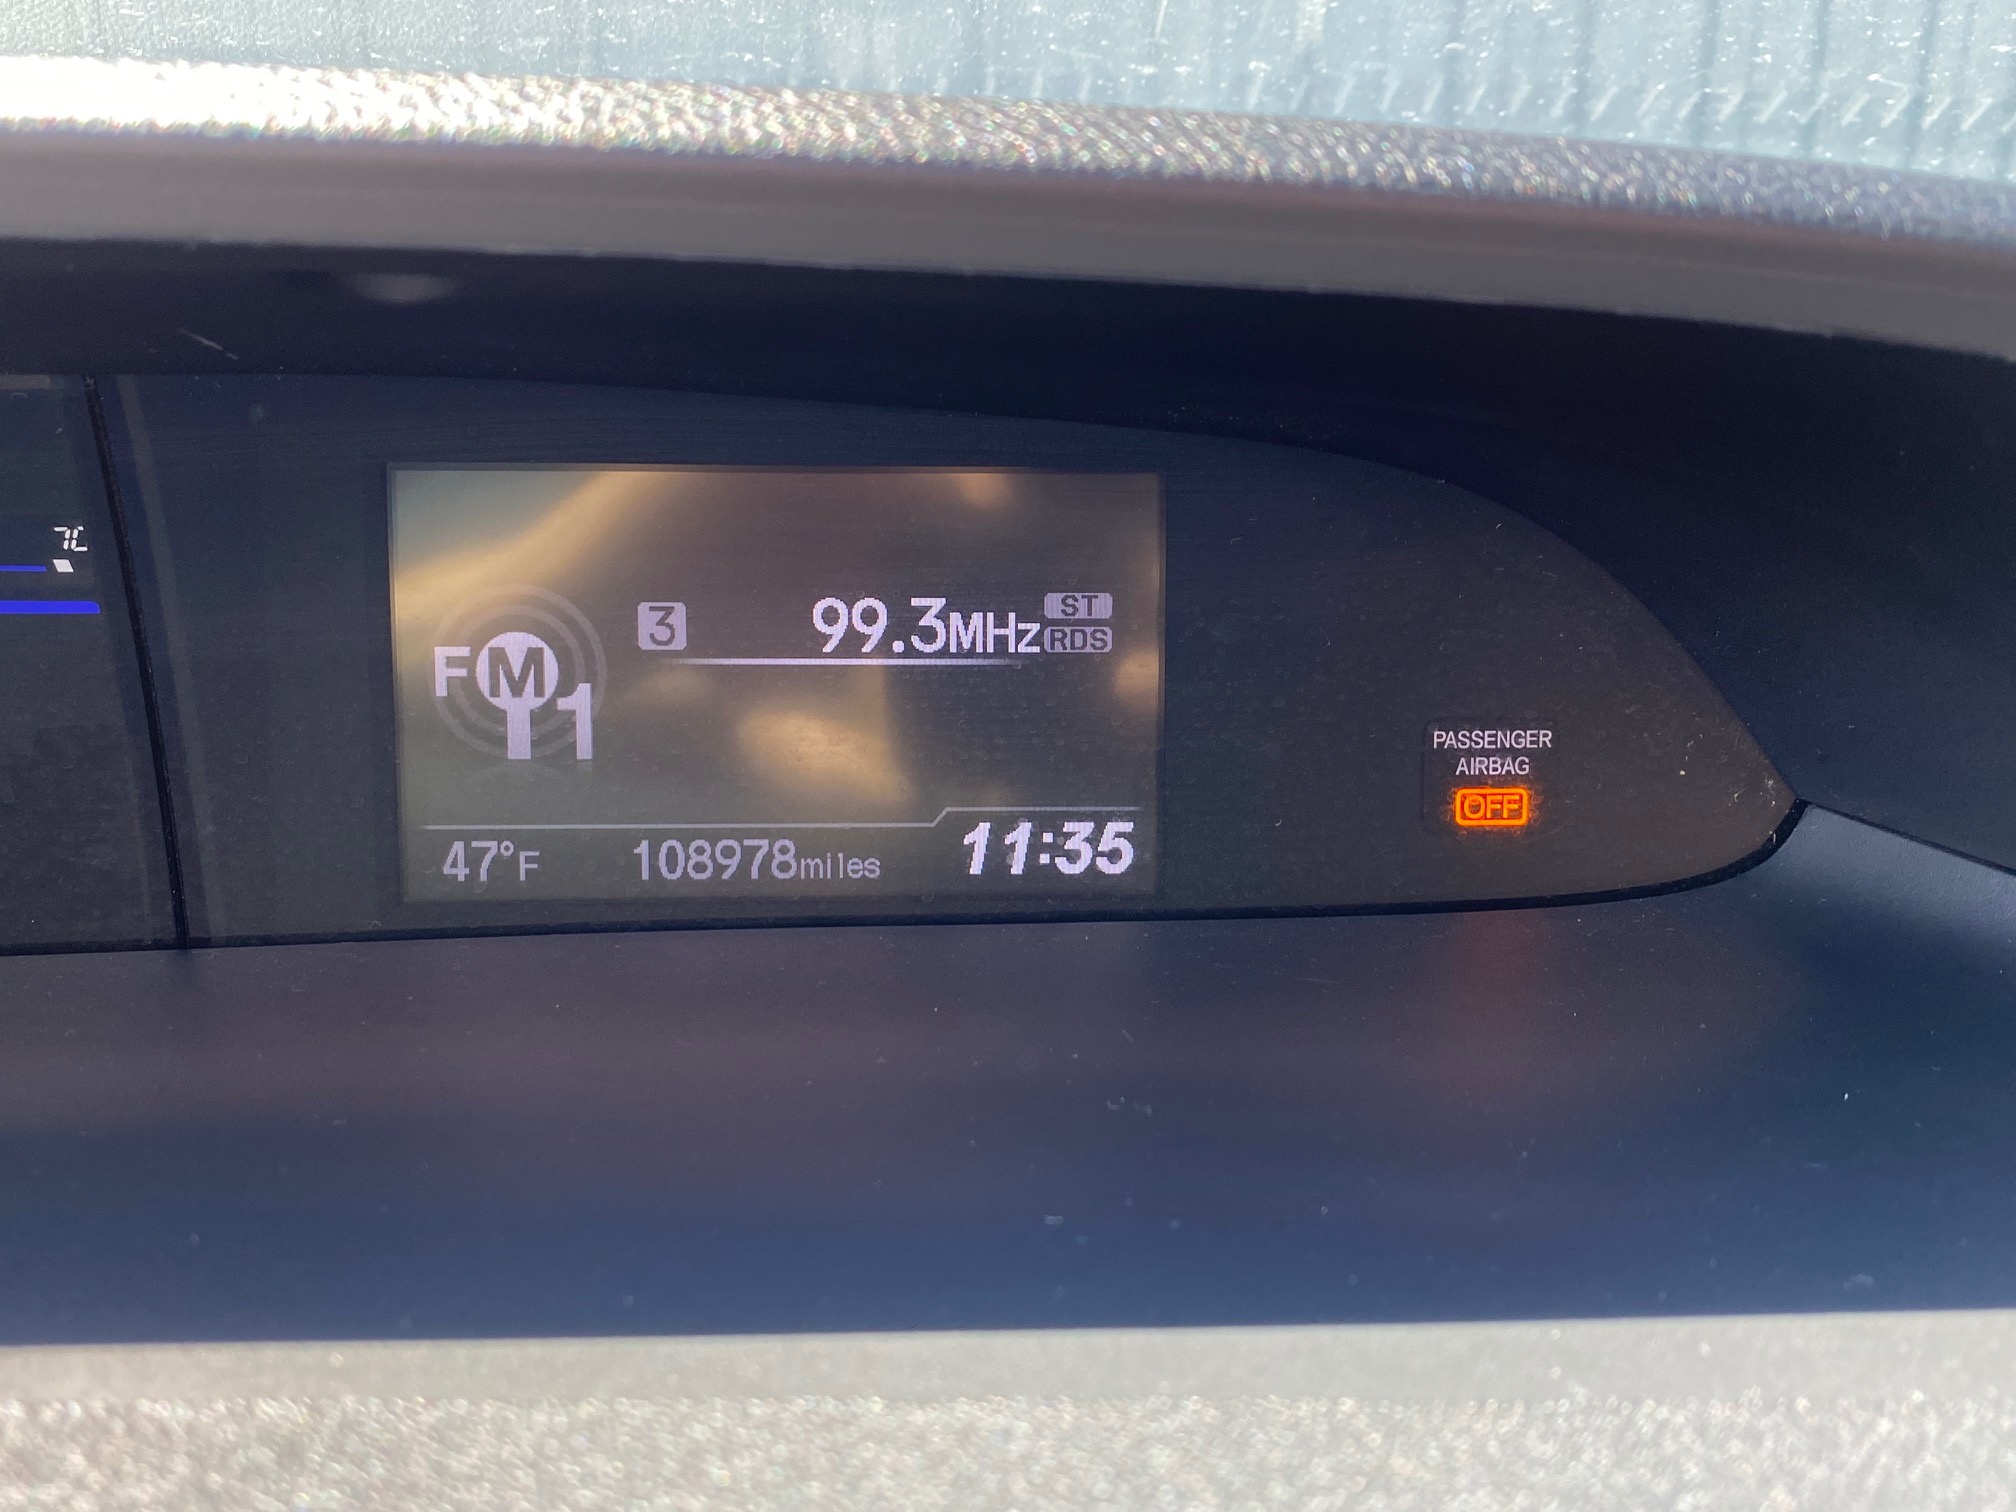 3 99.3MHz ST
RDS
FM
1
47°F 108978miles 11:35
PASSENGER
AIRBAG
OFF